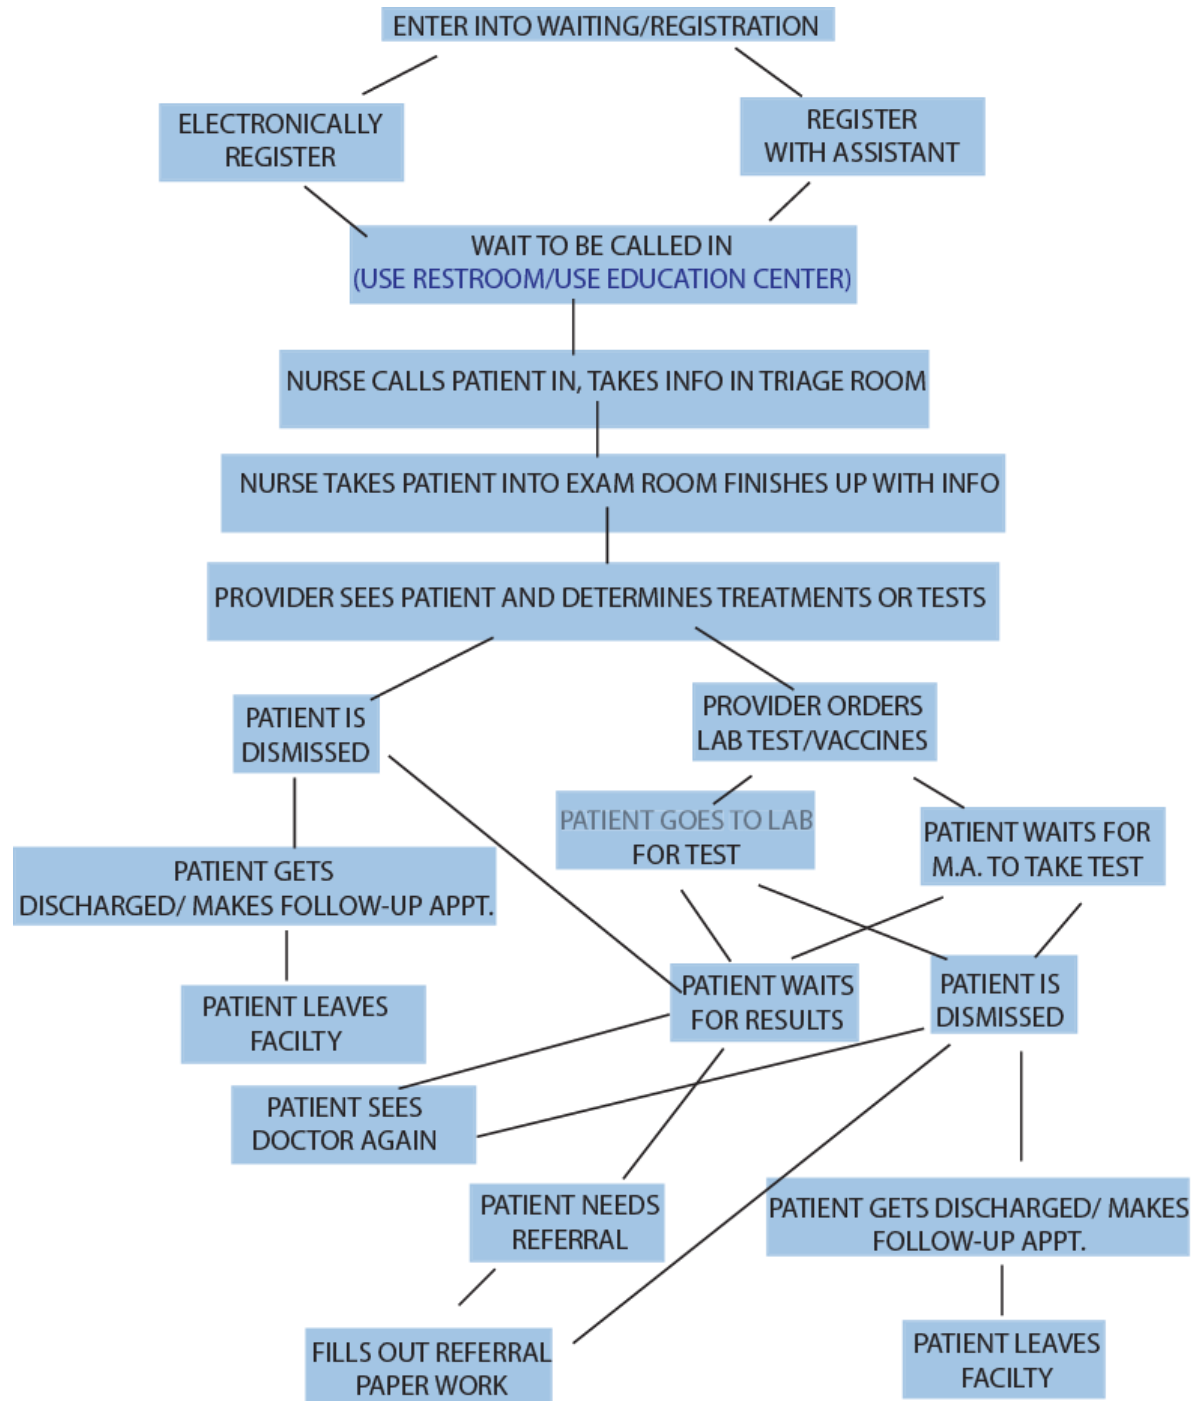 ENTER INTO WAITING/REGISTRATION
ELECTRONICALLY
REGISTER
REGISTER
WITH ASSISTANT
WAIT TO BE CALLED IN
(USE RESTROOM/USE EDUCATION CENTER)
NURSE CALLS PATIENT IN, TAKES INFO IN TRIAGE ROOM
NURSE TAKES PATIENT INTO EXAM ROOM FINISHES UP WITH INFO
PROVIDER SEES PATIENT AND DETERMINES TREATMENTS OR TESTS
PATIENT IS
DISMISSED
PROVIDER ORDERS
LAB TEST/VACCINES
PATIENT GOES TO LAB
FOR TEST
PATIENT WAITS FOR
M.A. TO TAKE TEST
PATIENT GETS
DISCHARGED/ MAKES FOLLOW-UP APPT.
PATIENT WAITS
FOR RESULTS
PATIENT IS
DISMISSED
PATIENT LEAVES
FACILTY
PATIENT SEES
DOCTOR AGAIN
PATIENT NEEDS
REFERRAL
PATIENT GETS DISCHARGED/ MAKES
FOLLOW-UP APPT.
FILLS OUT REFERRAL
PAPER WORK
PATIENT LEAVES
FACILTY